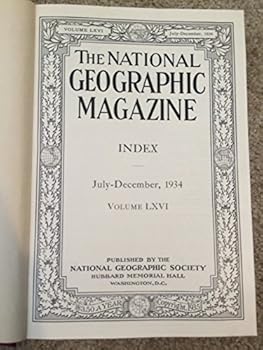 VOLUME LXVI
July-December, 1934
THE NATIONAL
GEOGRAPHIC
MAGAZINE
INDEX
July-December, 1934
VOLUME LXVI
PUBLISHED BY THE
NATIONAL GEOGRAPHIC SOCIETY
HUBBARD MEMORIAL HALL
WASHINGTON, D.C.